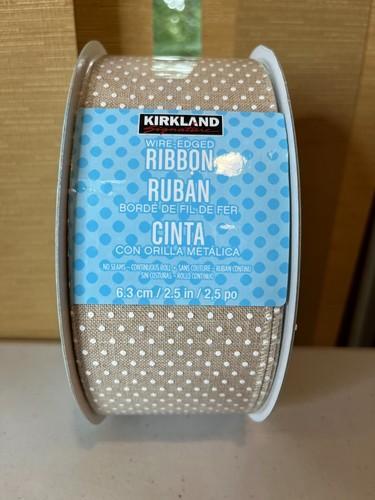 KIRKLAND
Signature
WIRE-EDGED
RIBBON
RUBAN
BORDÉ DE FIL DE FER
CINTA
CON ORILLA METÁLICA
NO SEAMS – CONTINUOUS ROLL • SANS COUTURE – RUBAN CONTINU
SIN COSTURAS – ROLLO CONTINUO
6.3 cm / 2.5 in / 2,5 po